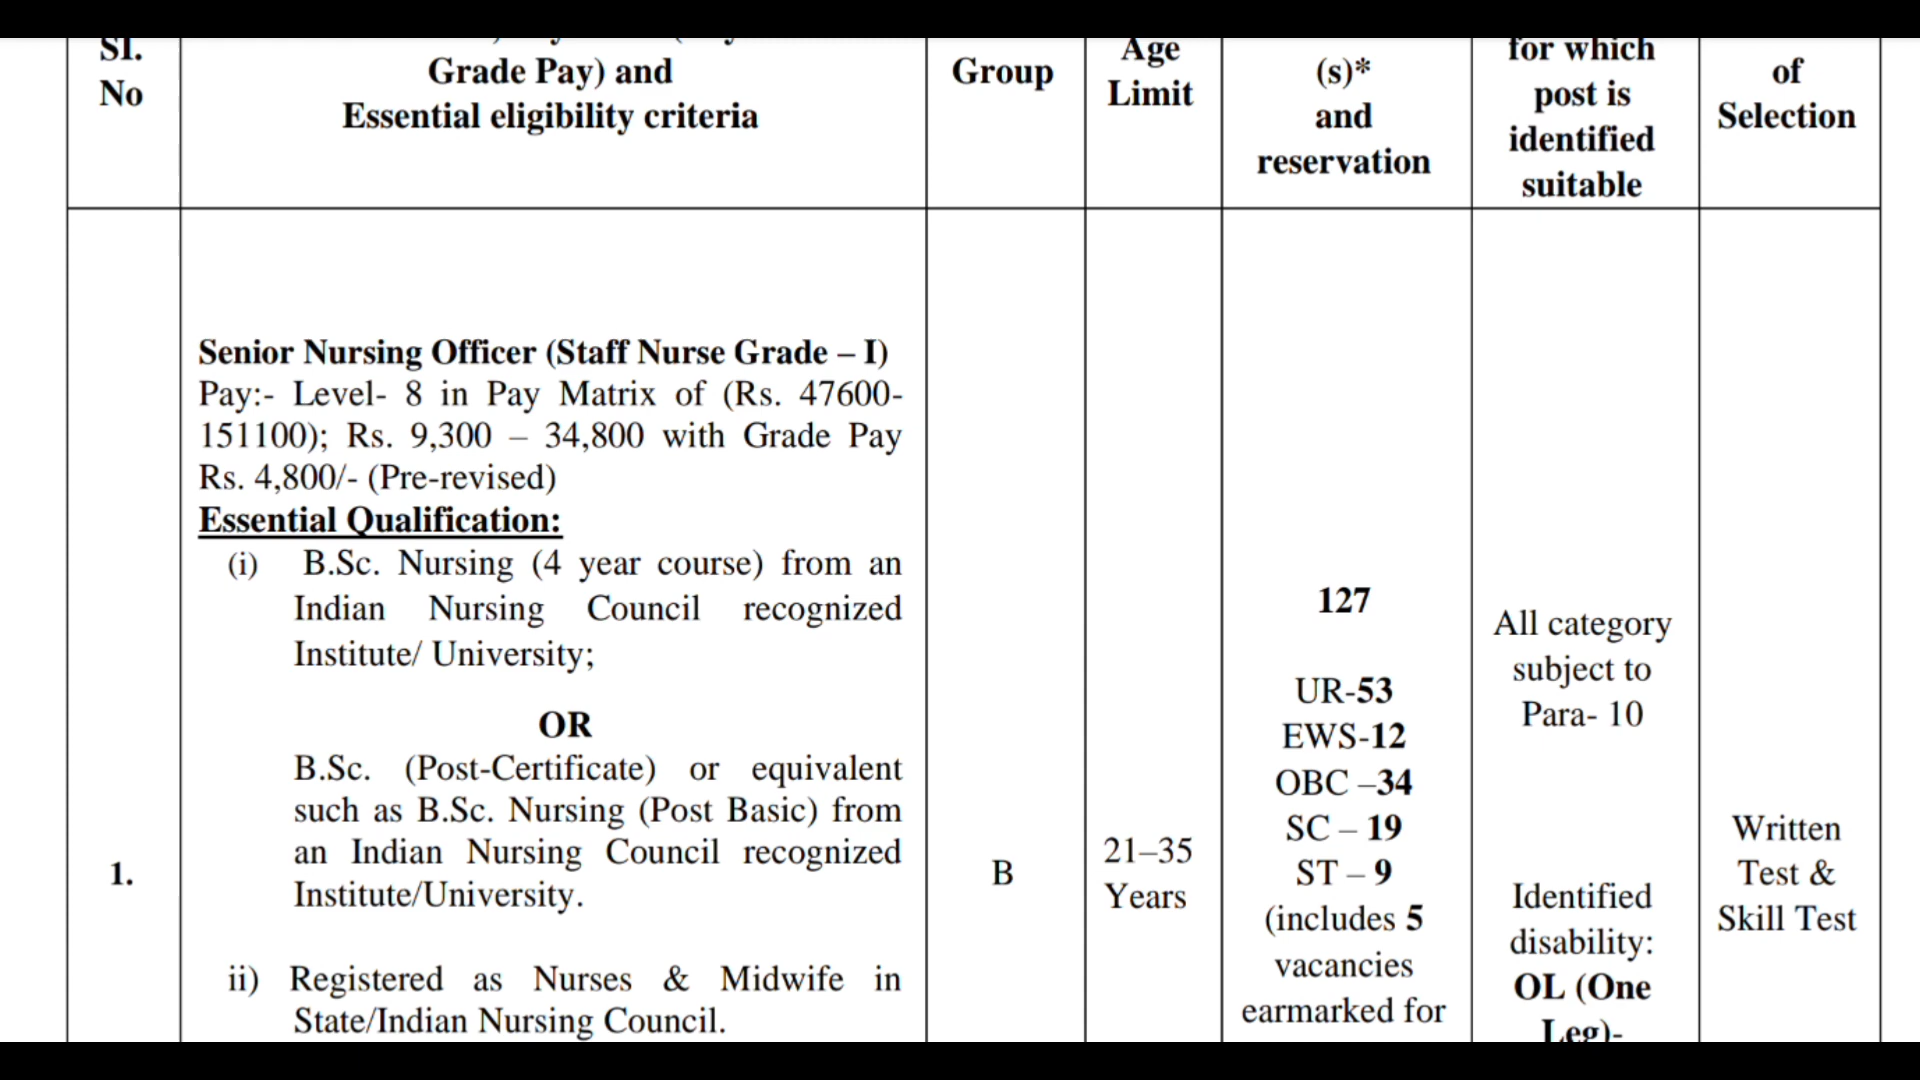 SI.
No
Grade Pay) and
Essential eligibility criteria
Group
Age
Limit
(s)*
and
reservation
for which
post is
identified
suitable
of
Selection
1.
Senior Nursing Officer (Staff Nurse Grade – I)
Pay:- Level- 8 in Pay Matrix of (Rs. 47600-
151100); Rs. 9,300 – 34,800 with Grade Pay
Rs. 4,800/- (Pre-revised)
Essential Qualification:
(i) B.Sc. Nursing (4 year course) from an
Indian Nursing Council recognized
Institute/ University;
OR
B.Sc. (Post-Certificate) or equivalent
such as B.Sc. Nursing (Post Basic) from
an Indian Nursing Council recognized
Institute/University.
ii) Registered as Nurses & Midwife in
State/Indian Nursing Council.
B
21–35
Years
127
UR-53
EWS-12
OBC –34
SC – 19
ST – 9
(includes 5
vacancies
earmarked for
All category
subject to
Para- 10
Identified
disability:
OL (One
Leg)-
Written
Test &
Skill Test